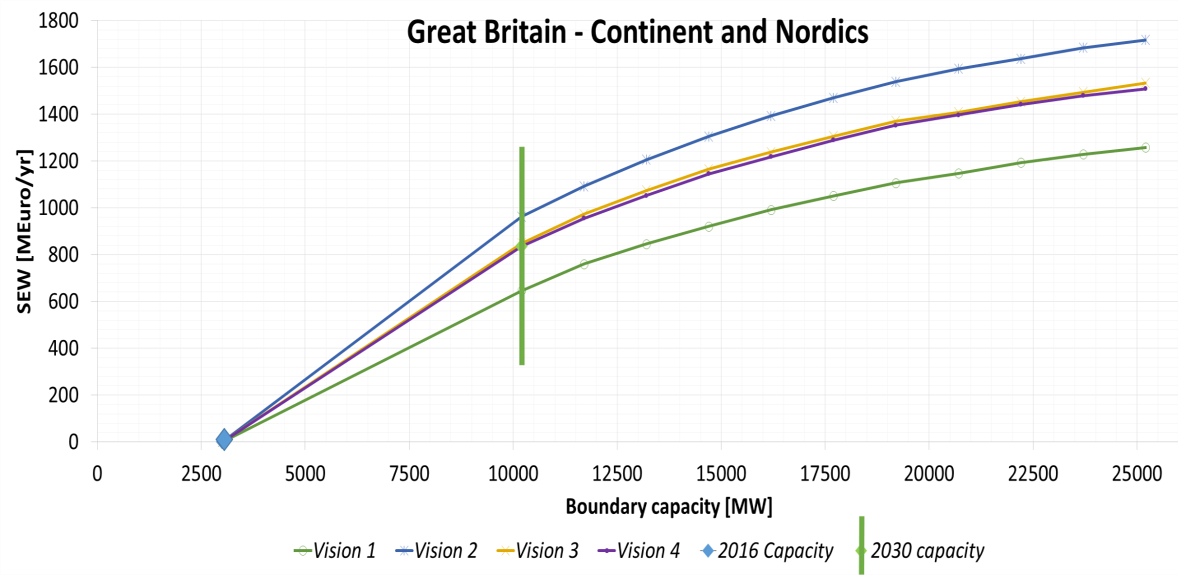 Great Britain - Continent and Nordics
SEW [MEuro/yr]
1800
1600
1400
1200
1000
800
600
400
200
0
0 2500 5000 7500 10000 12500 15000 17500 20000 22500 25000
Boundary capacity [MW]
Vision 1 Vision 2 Vision 3 Vision 4 2016 Capacity 2030 capacity